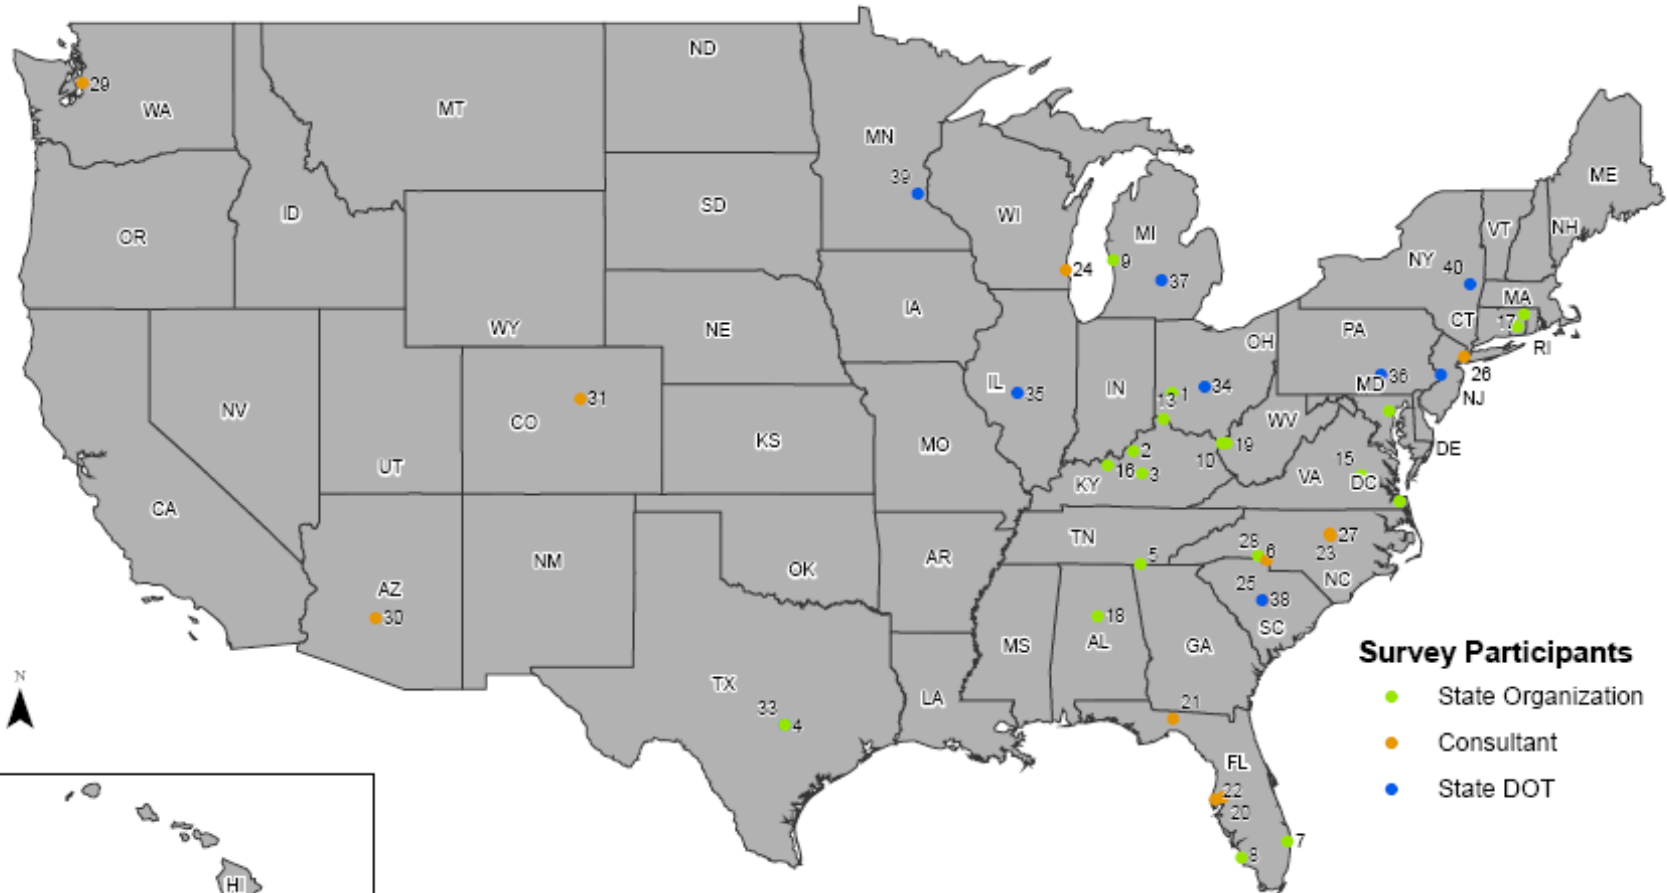 ND
29
WA
MT
MN
39
ME
SD
WI
MI
VT
NH
ID
OR
NY
40
24
9
37
MA
IA
WY
NE
PA
CT
17
OH
RI
IL
35
IN
13
1
34
MD
36
26
NJ
31
CO
NV
KS
MO
WV
2
10
19
DE
UT
16
3
KY
VA
15
DC
CA
TN
28
6
27
23
NM
OK
AR
5
NC
AZ
25
38
30
18
SC
MS
AL
GA
Survey Participants
N
TX
LA
State Organization
33
4
21
Consultant
FL
State DOT
22
20
7
8
HI